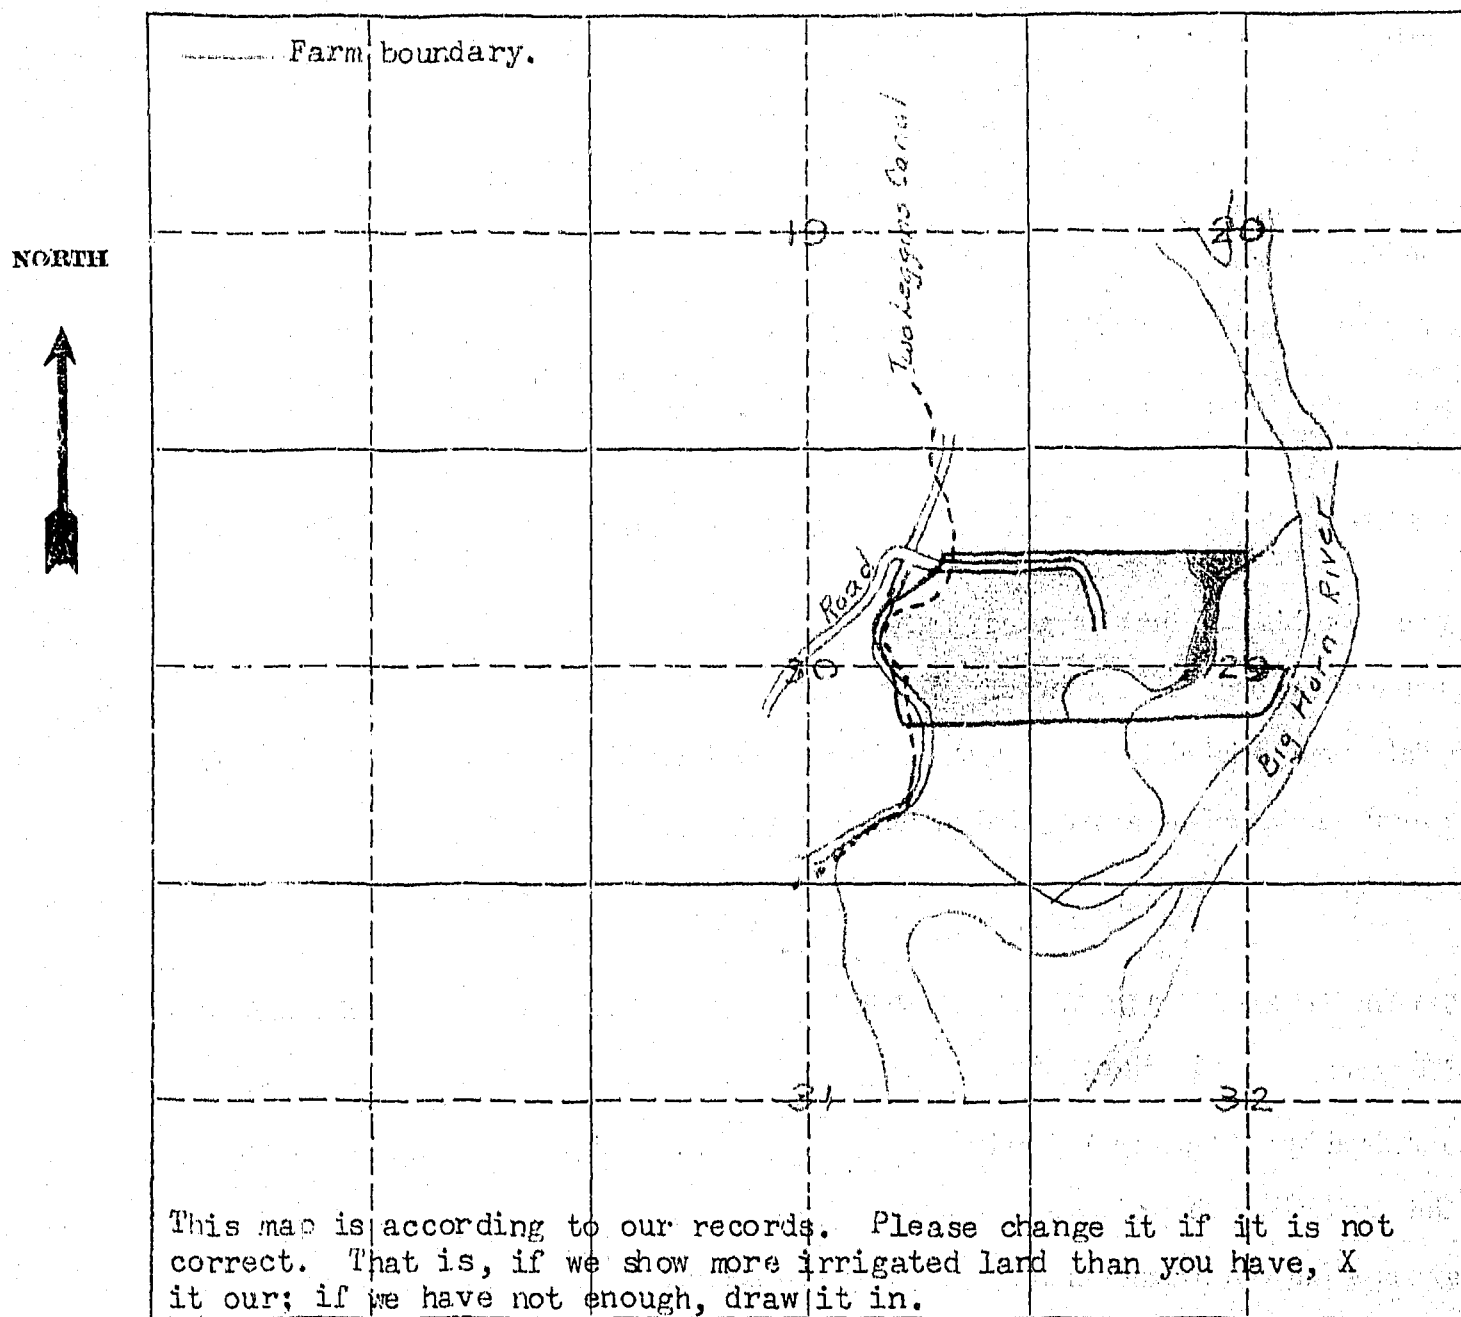 Farm boundary.
Two Leggins Canal
19
20
NORTH
Road
Big Horn River
30
29
31
32
This map is according to our records. Please change it if it is not
correct. That is, if we show more irrigated land than you have, X
it our; if we have not enough, draw it in.